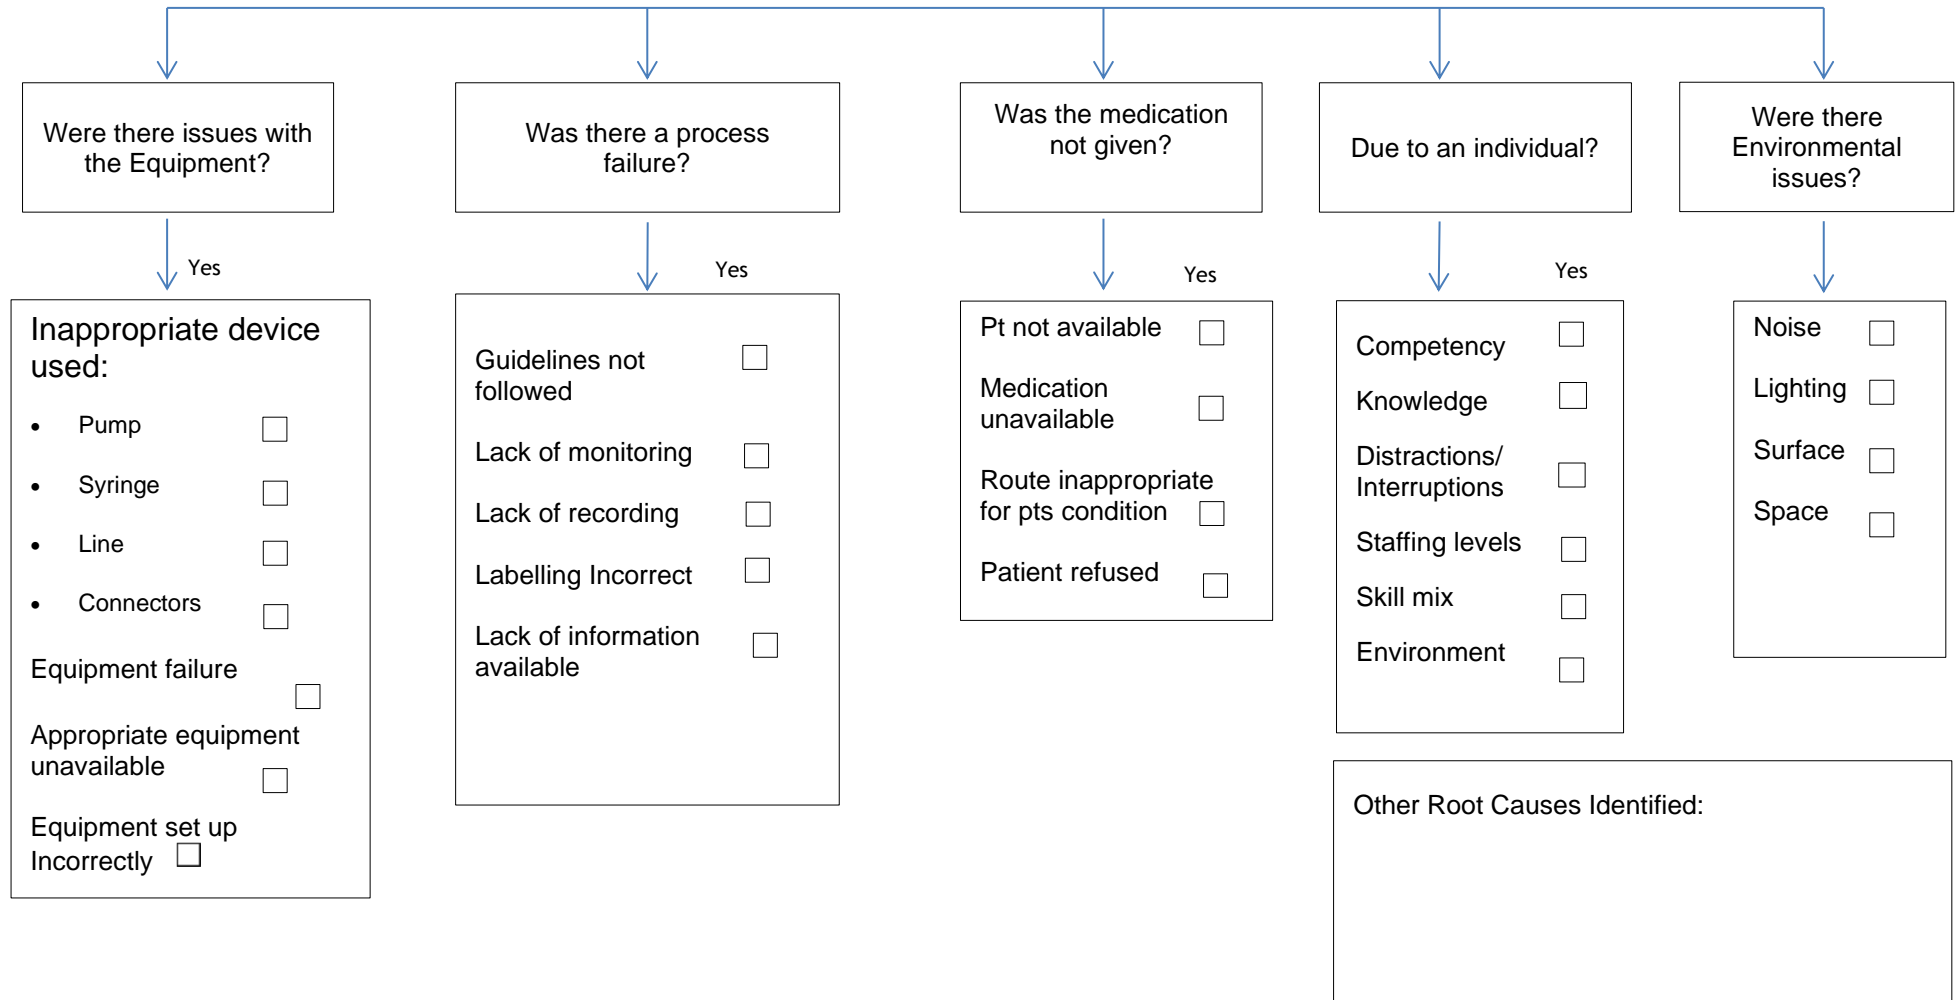 Were there issues with
the Equipment?
Yes
Inappropriate device
used:
• Pump
• Syringe
• Line
• Connectors
Equipment failure
Appropriate equipment
unavailable
Equipment set up
Incorrectly
Was there a process
failure?
Yes
Guidelines not
followed
Lack of monitoring
Lack of recording
Labelling Incorrect
Lack of information
available
Was the medication
not given?
Yes
Pt not available
Medication
unavailable
Route inappropriate
for pts condition
Patient refused
Due to an individual?
Yes
Competency
Knowledge
Distractions/
Interruptions
Staffing levels
Skill mix
Environment
Were there
Environmental
issues?
Noise
Lighting
Surface
Space
Other Root Causes Identified: